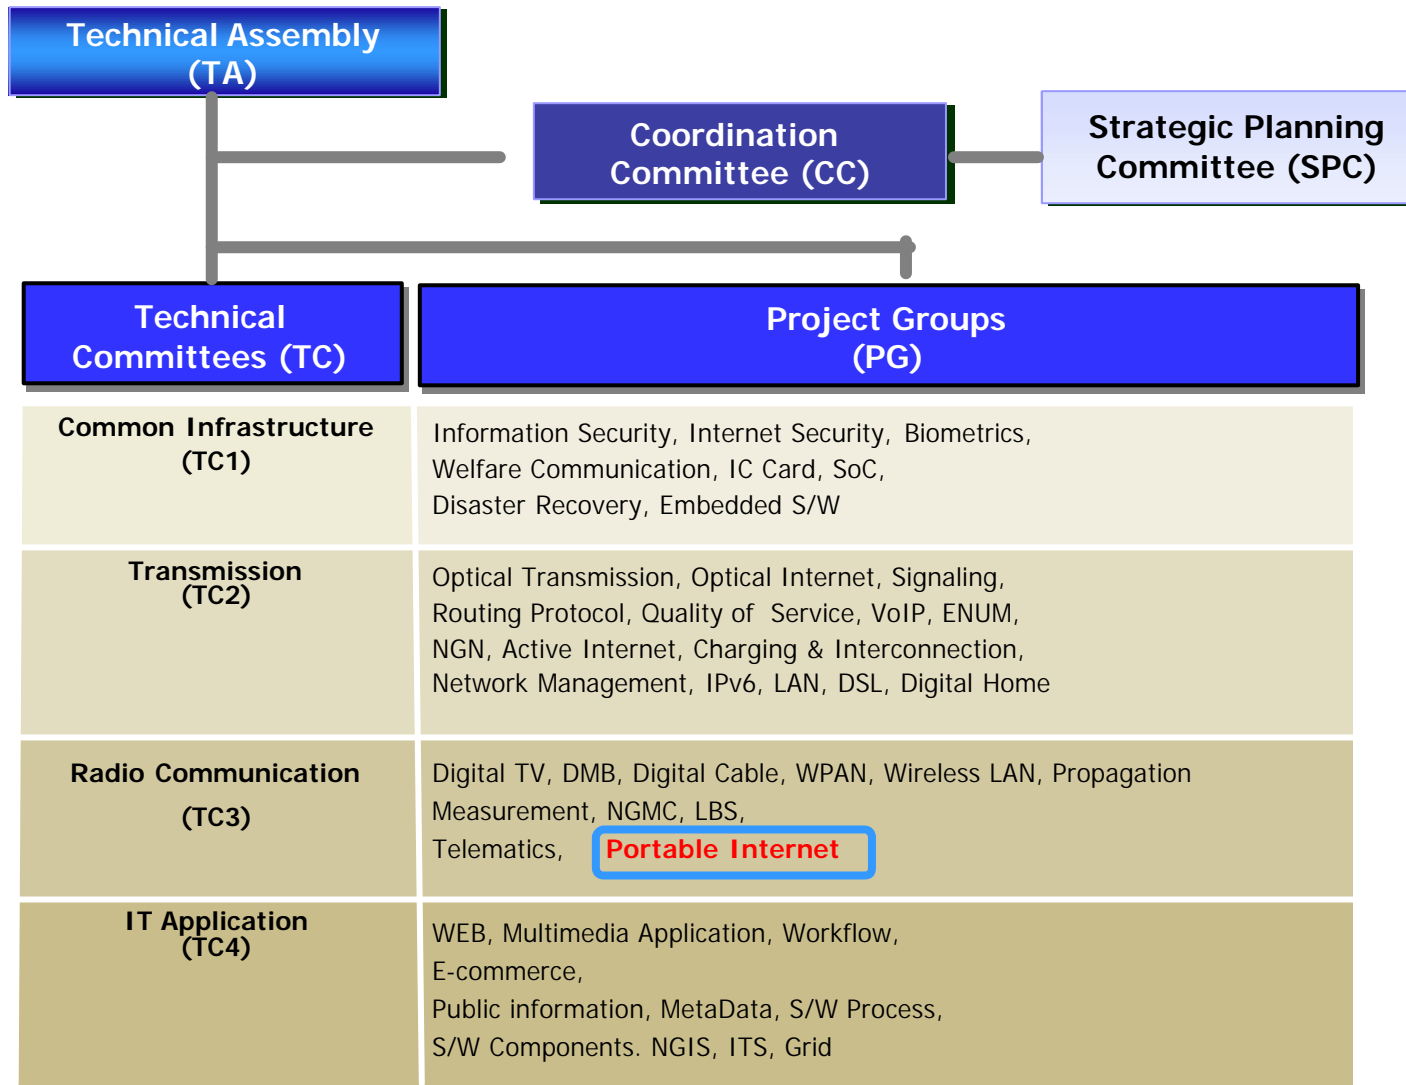 Technical Assembly
(TA)
Coordination
Committee (CC)
Strategic Planning
Committee (SPC)
Technical
Committees (TC)
Project Groups
(PG)
Common Infrastructure
(TC1)
Information Security, Internet Security, Biometrics,
Welfare Communication, IC Card, SoC,
Disaster Recovery, Embedded S/W
Transmission
(TC2)
Optical Transmission, Optical Internet, Signaling,
Routing Protocol, Quality of Service, VoIP, ENUM,
NGN, Active Internet, Charging & Interconnection,
Network Management, IPv6, LAN, DSL, Digital Home
Radio Communication
(TC3)
Digital TV, DMB, Digital Cable, WPAN, Wireless LAN, Propagation
Measurement, NGMC, LBS,
Telematics, Portable Internet
IT Application
(TC4)
WEB, Multimedia Application, Workflow,
E-commerce,
Public information, MetaData, S/W Process,
S/W Components. NGIS, ITS, Grid